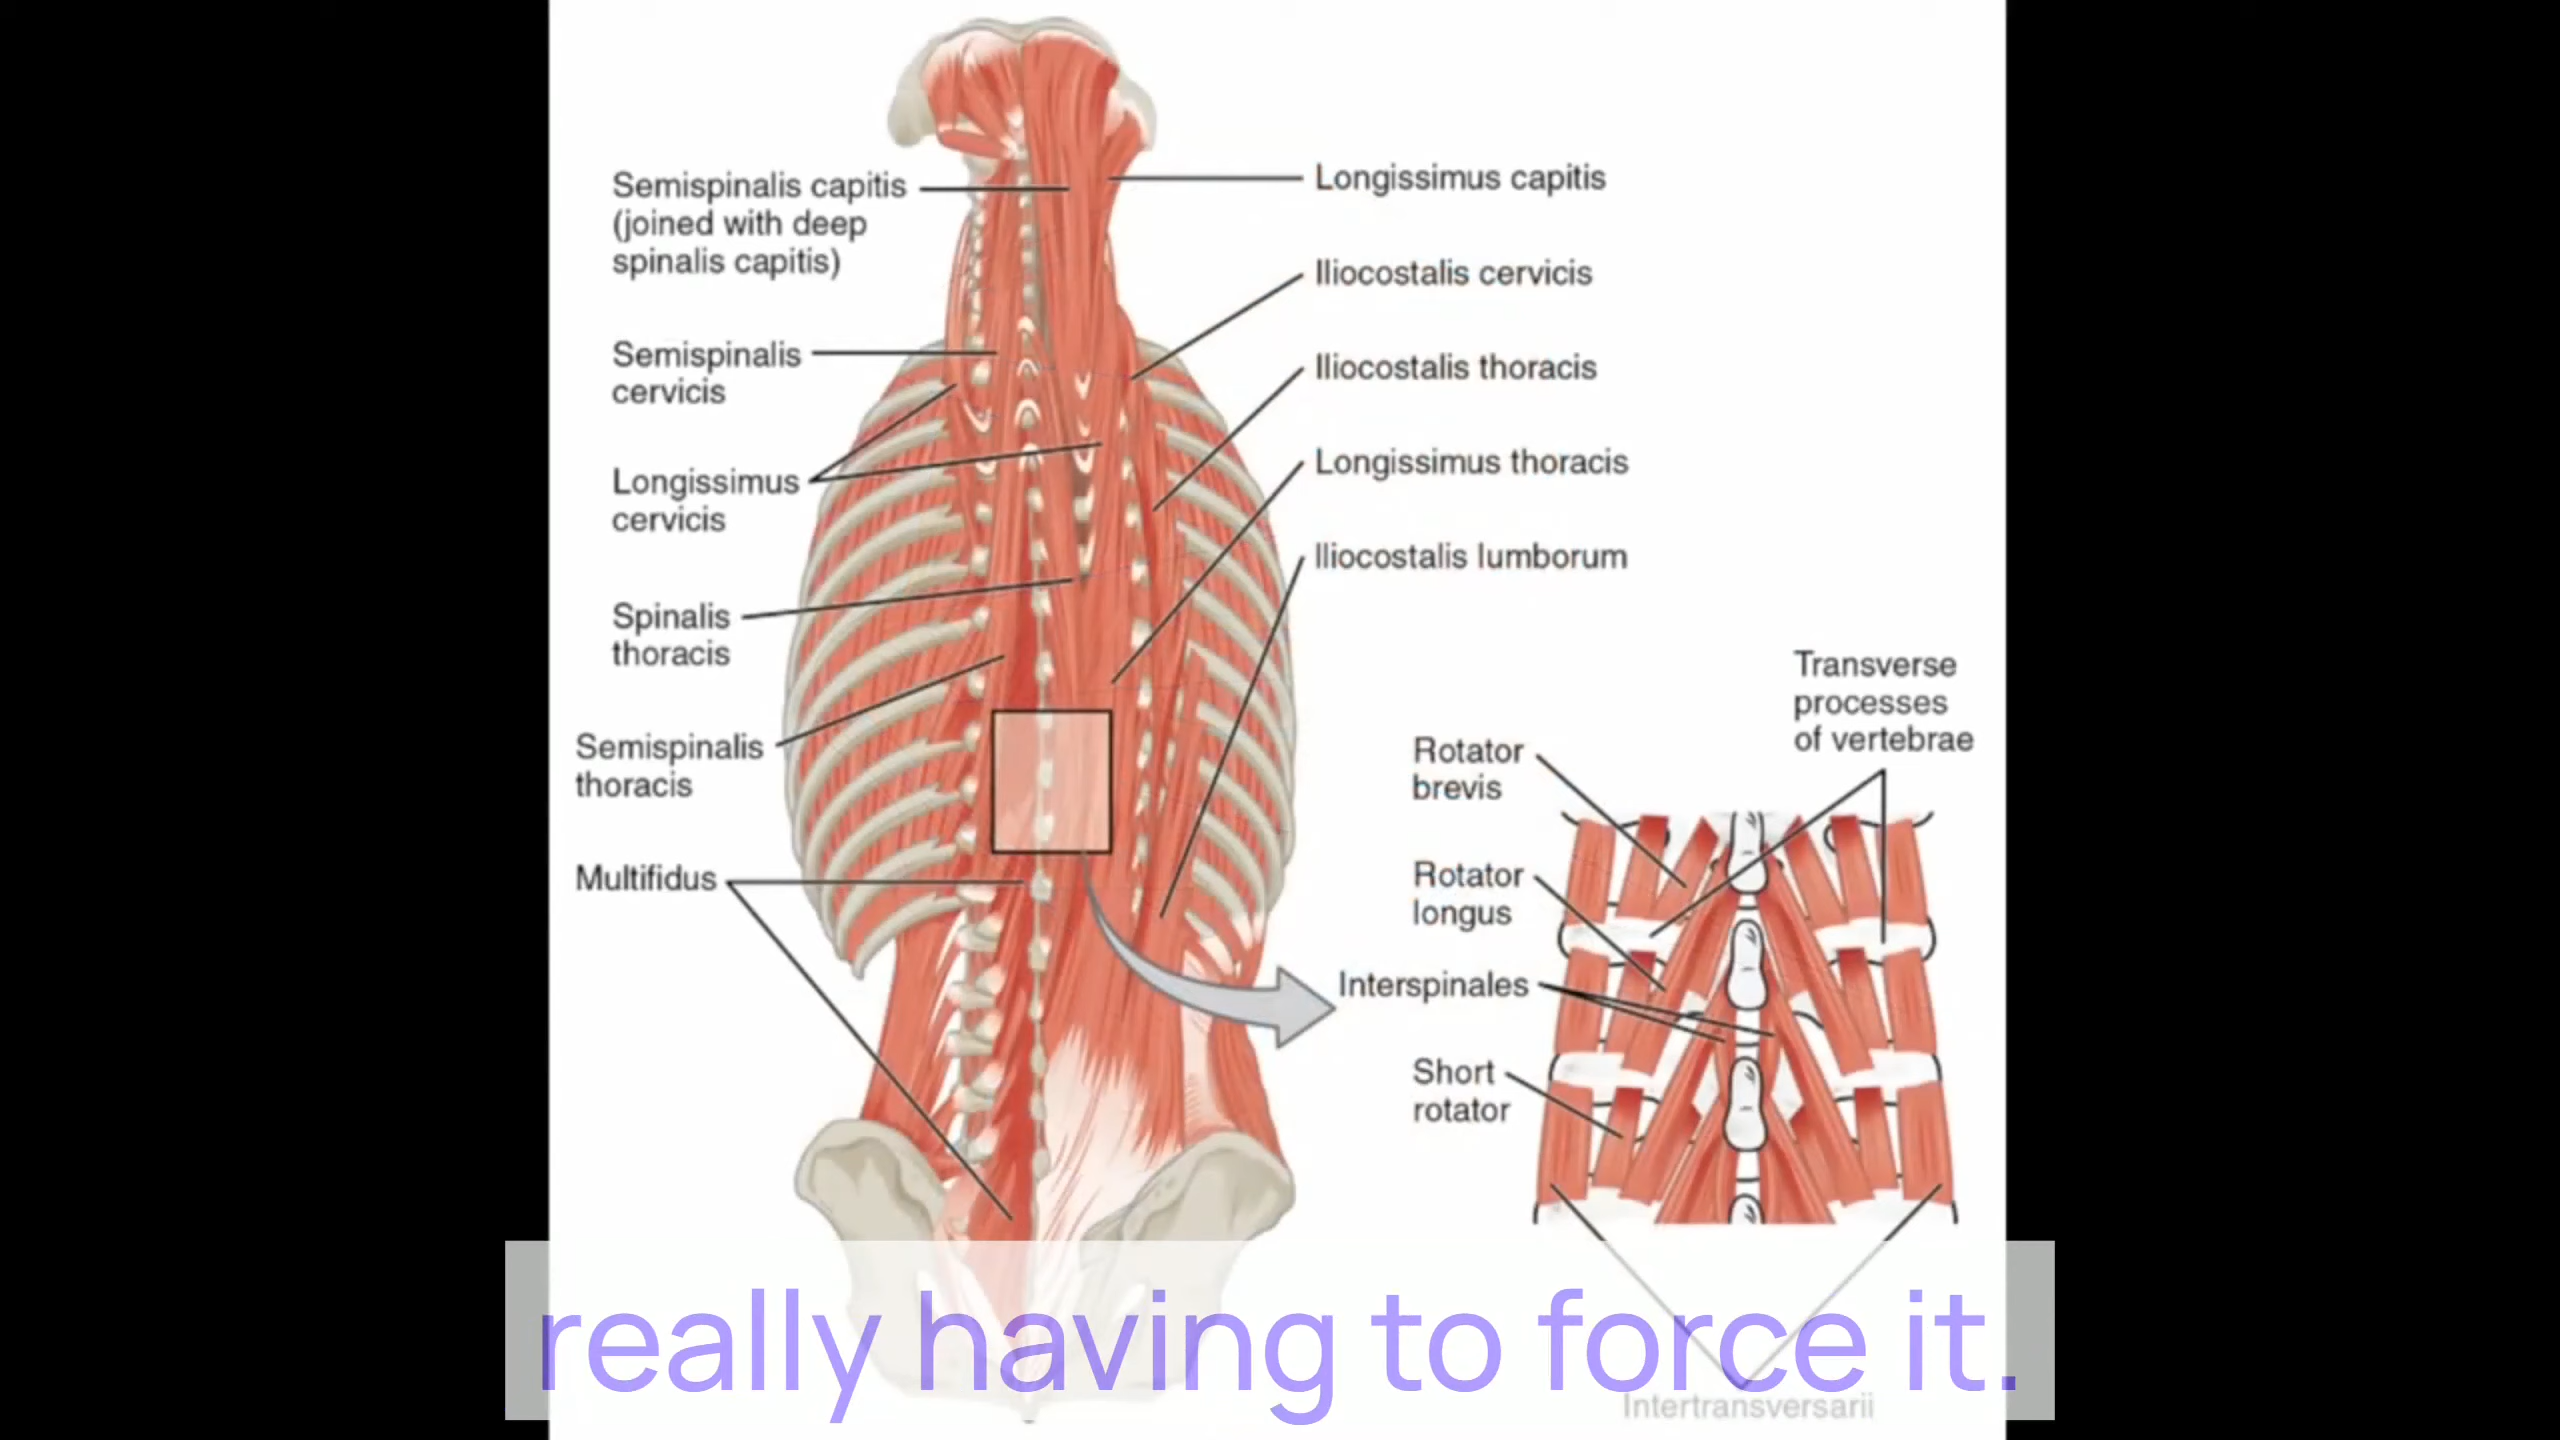 Semispinalis capitis
(joined with deep
spinalis capitis)
Semispinalis
cervicis
Longissimus
cervicis
Spinalis
thoracis
Semispinalis
thoracis
Multifidus
Longissimus capitis
Iliocostalis cervicis
Iliocostalis thoracis
Longissimus thoracis
Iliocostalis lumborum
Transverse
processes
of vertebrae
Rotator
brevis
Rotator
longus
Interspinales
Short
rotator
Intertransversarii
really having to force it.